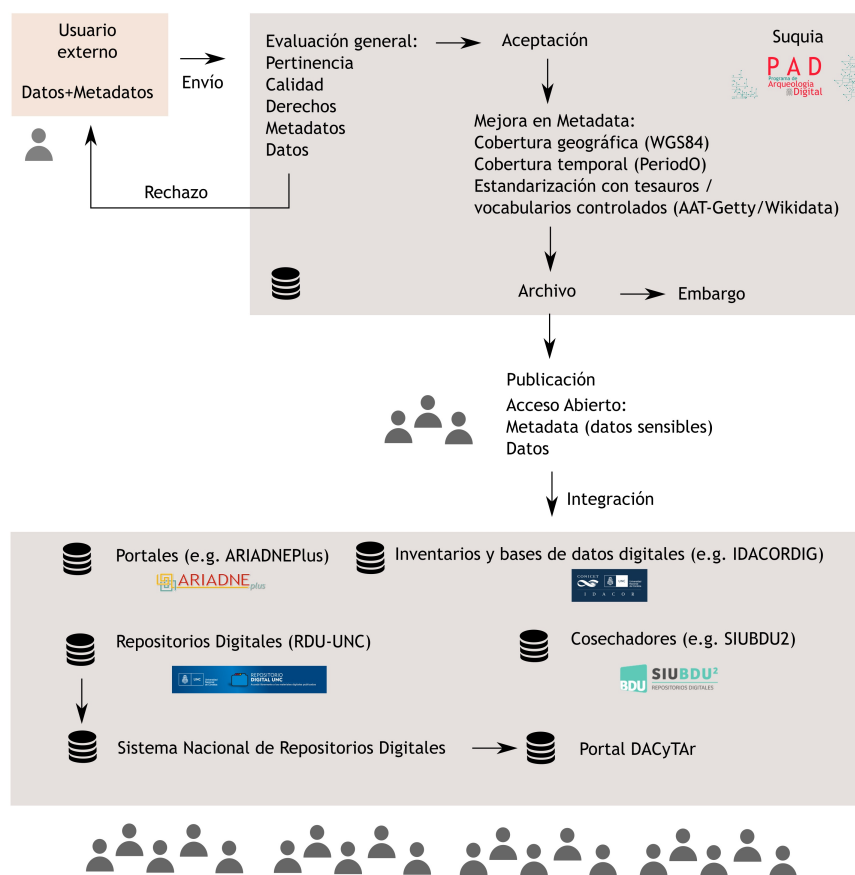 Usuario
externo
Datos+Metadatos
Envío
Rechazo
Evaluación general:
Pertinencia
Calidad
Derechos
Metadatos
Datos
Aceptación
Suquia
PAD
Programa de
Arqueología
Digital
Mejora en Metadata:
Cobertura geográfica (WGS84)
Cobertura temporal (PeriodO)
Estandarización con tesauros /
vocabularios controlados (AAT-Getty/Wikidata)
Archivo
Embargo
Publicación
Acceso Abierto:
Metadata (datos sensibles)
Datos
Integración
Portales (e.g. ARIADNEPlus)
ARIADNE plus
Inventarios y bases de datos digitales (e.g. IDACORDIG)
CONICET
UNC
IDACOR
Repositorios Digitales (RDU-UNC)
UNC
REPOSITORIO
DIGITAL UNC
Cosechadores (e.g. SIUBDU2)
BDU
SIUBDU²
REPOSITORIOS DIGITALES
Sistema Nacional de Repositorios Digitales
Portal DACyTAr